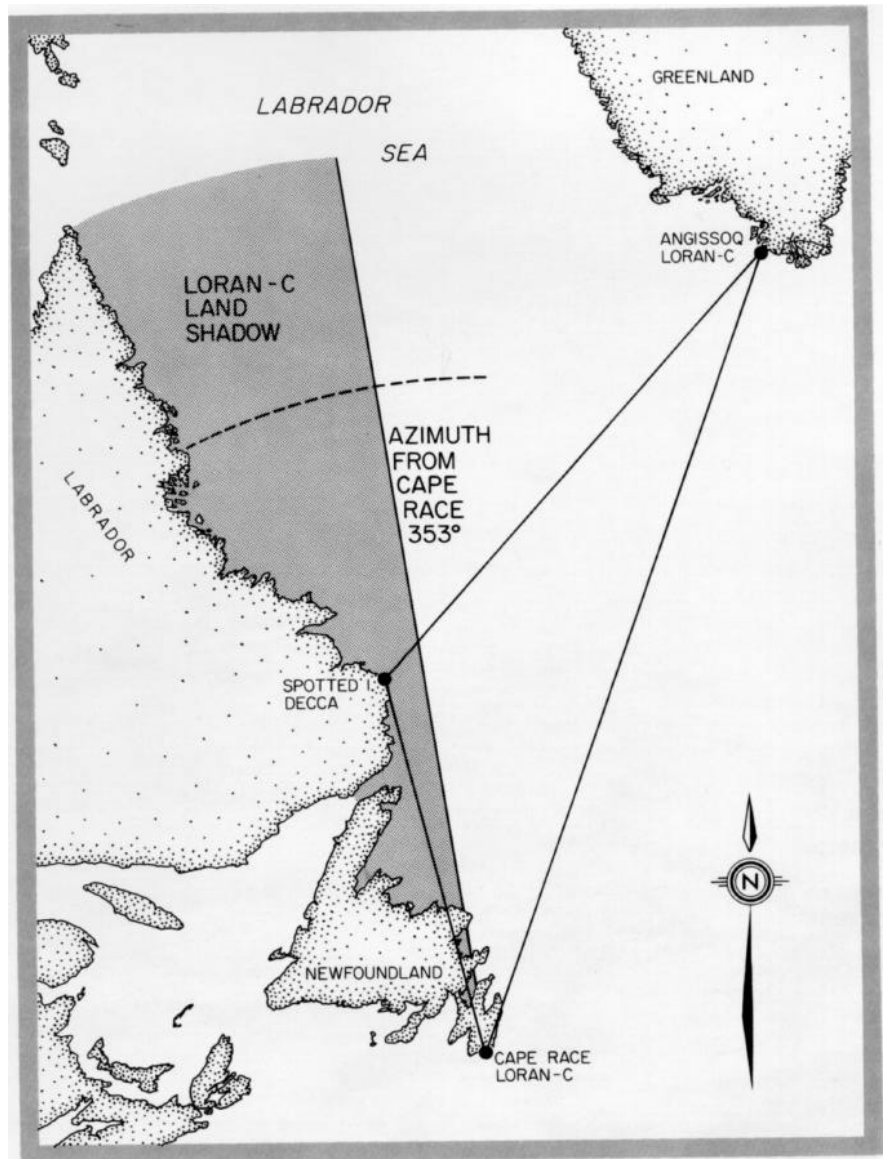 GREENLAND
LABRADOR
SEA
ANGISSOQ
LORAN-C
LORAN-C
LAND
SHADOW
AZIMUTH
FROM
CAPE
RACE
353°
LABRADOR
SPOTTED I.
DECCA
N
NEWFOUNDLAND
CAPE RACE
LORAN-C